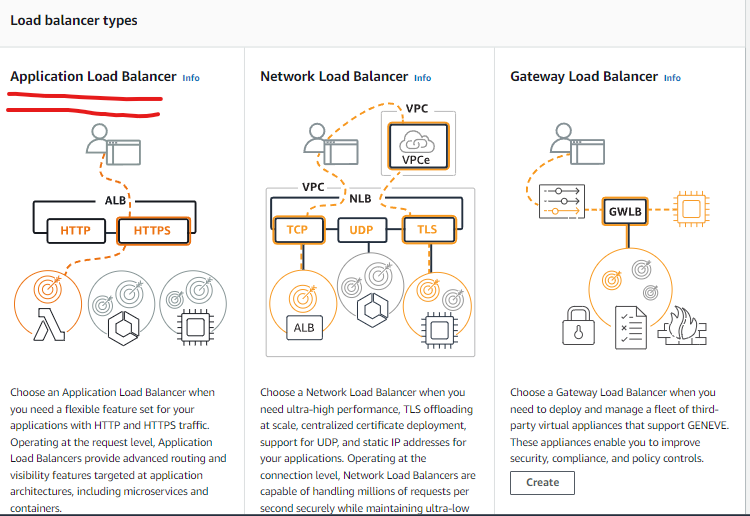 Load balancer types
Application Load Balancer Info
ALB
HTTP HTTPS
Choose an Application Load Balancer when
you need a flexible feature set for your
applications with HTTP and HTTPS traffic.
Operating at the request level, Application
Load Balancers provide advanced routing and
visibility features targeted at application
architectures, including microservices and
containers.
Network Load Balancer Info
VPC
VPCe
VPC
NLB
TCP UDP TLS
ALB
Choose a Network Load Balancer when you
need ultra-high performance, TLS offloading
at scale, centralized certificate deployment,
support for UDP, and static IP addresses for
your applications. Operating at the
connection level, Network Load Balancers are
capable of handling millions of requests per
second securely while maintaining ultra-low
Gateway Load Balancer Info
GWLB
Choose a Gateway Load Balancer when you
need to deploy and manage a fleet of third-
party virtual appliances that support GENEVE.
These appliances enable you to improve
security, compliance, and policy controls.
Create